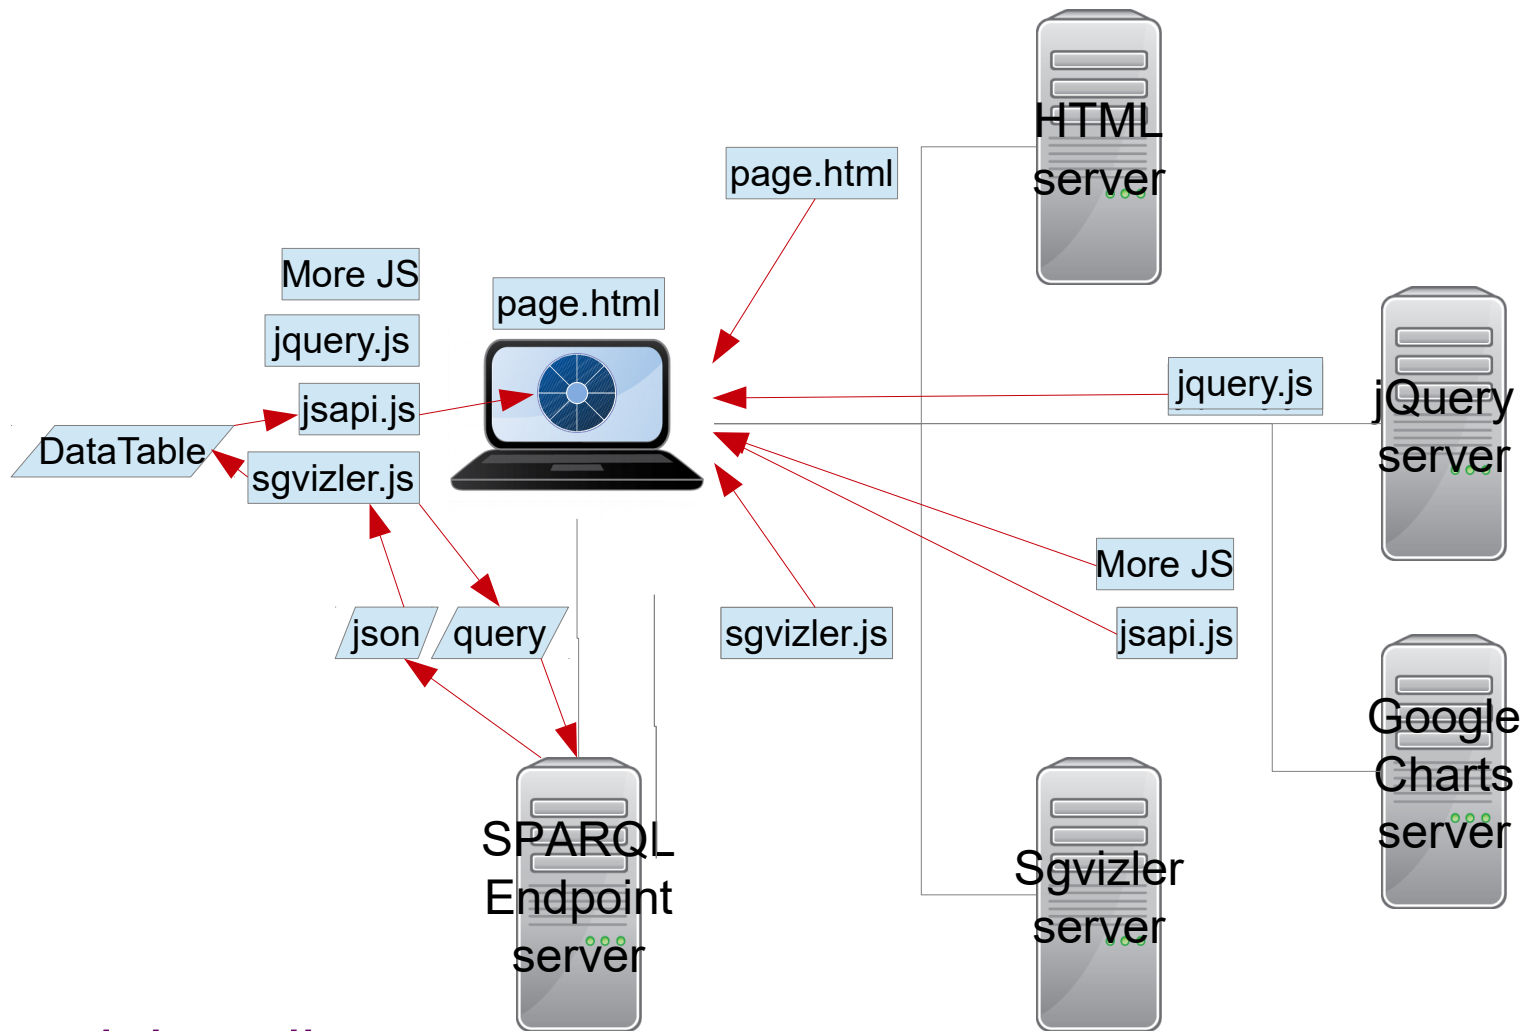 HTML
server
page.html
More JS
page.html
jquery.js
jquery.js
jsapi.js
jQuery
server
DataTable
sgvizler.js
More JS
json
query
sgvizler.js
jsapi.js
Google
Charts
server
SPARQL
Endpoint
server
Sgvizler
server